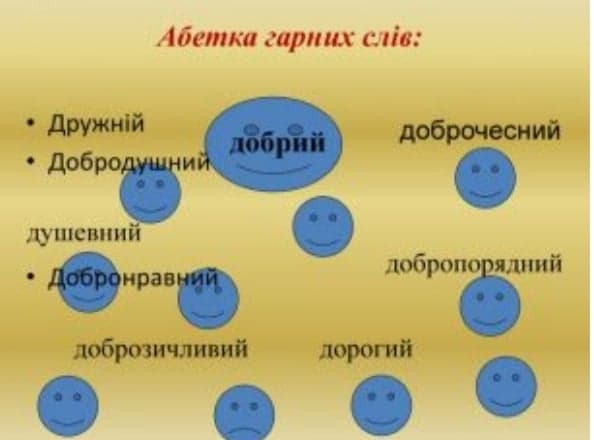 Абетка гарних слів:
• Дружній
добрий
доброчесний
• Добродушний
душевний
добропорядний
• Добронравний
доброзичливий
дорогий